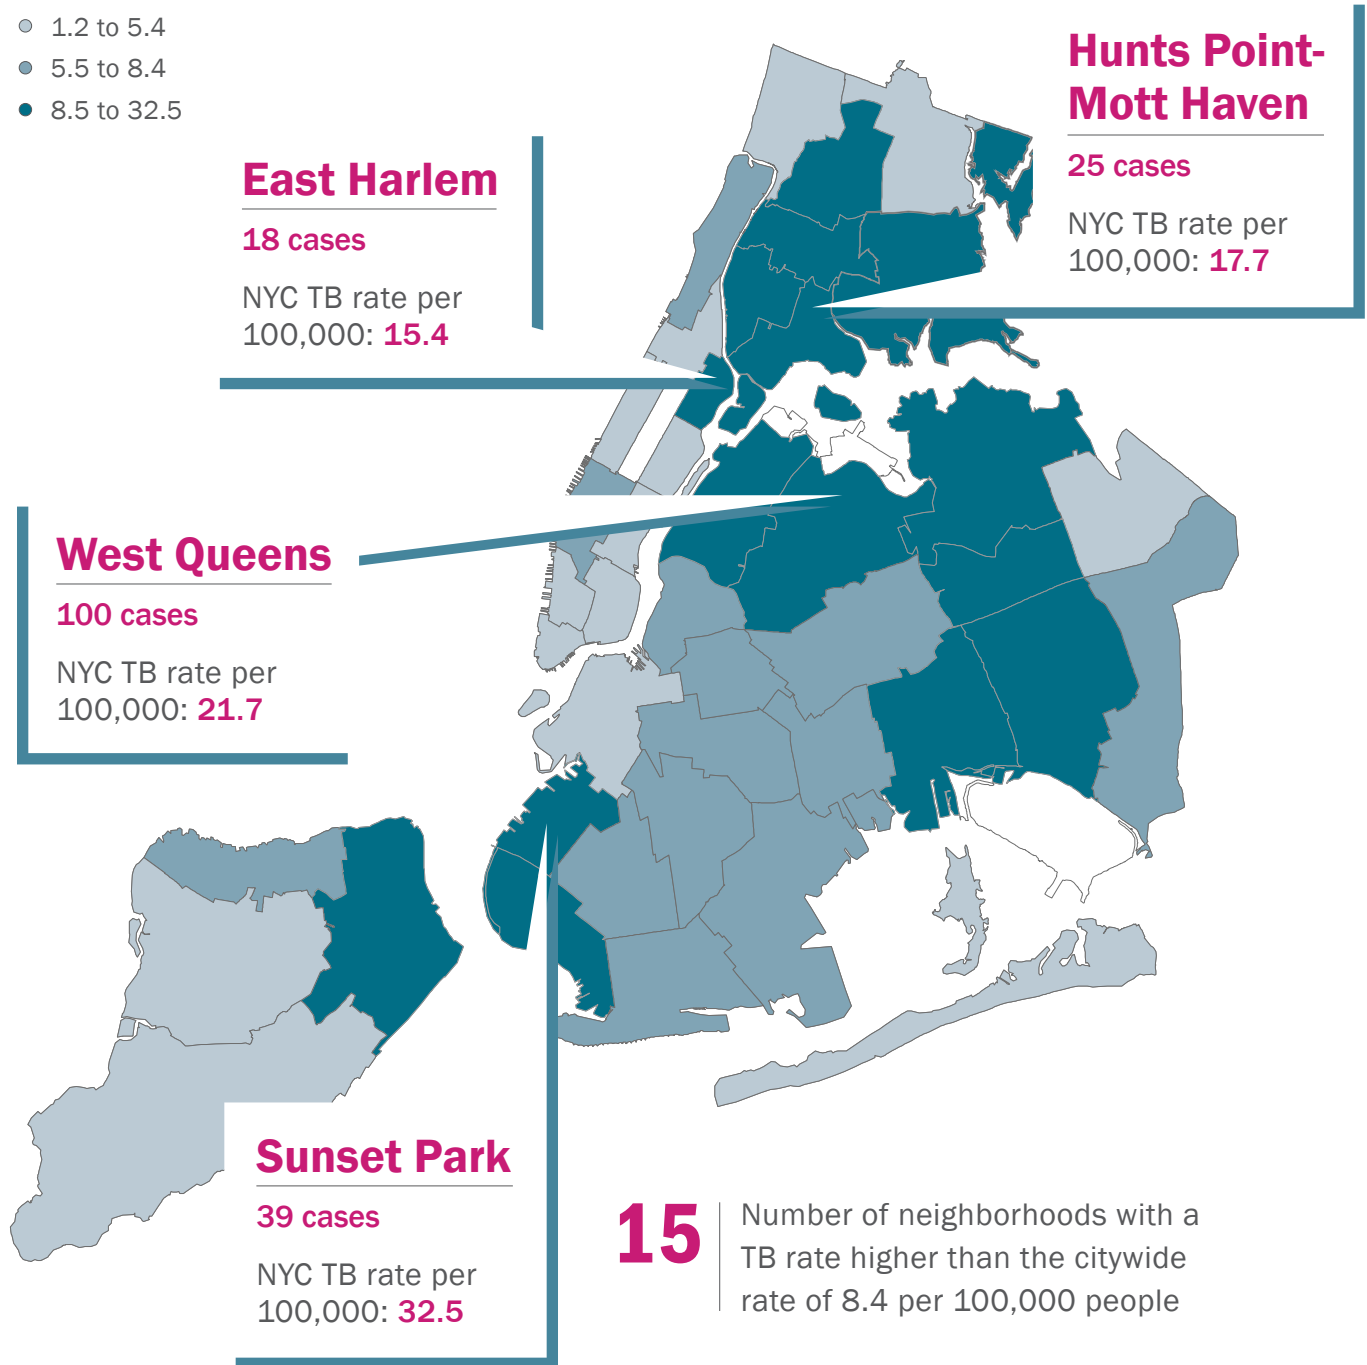 1.2 to 5.4
5.5 to 8.4
8.5 to 32.5
Hunts Point-
Mott Haven
25 cases
NYC TB rate per
100,000: 17.7
East Harlem
18 cases
NYC TB rate per
100,000: 15.4
West Queens
100 cases
NYC TB rate per
100,000: 21.7
Sunset Park
39 cases
NYC TB rate per
100,000: 32.5
15
Number of neighborhoods with a
TB rate higher than the citywide
rate of 8.4 per 100,000 people